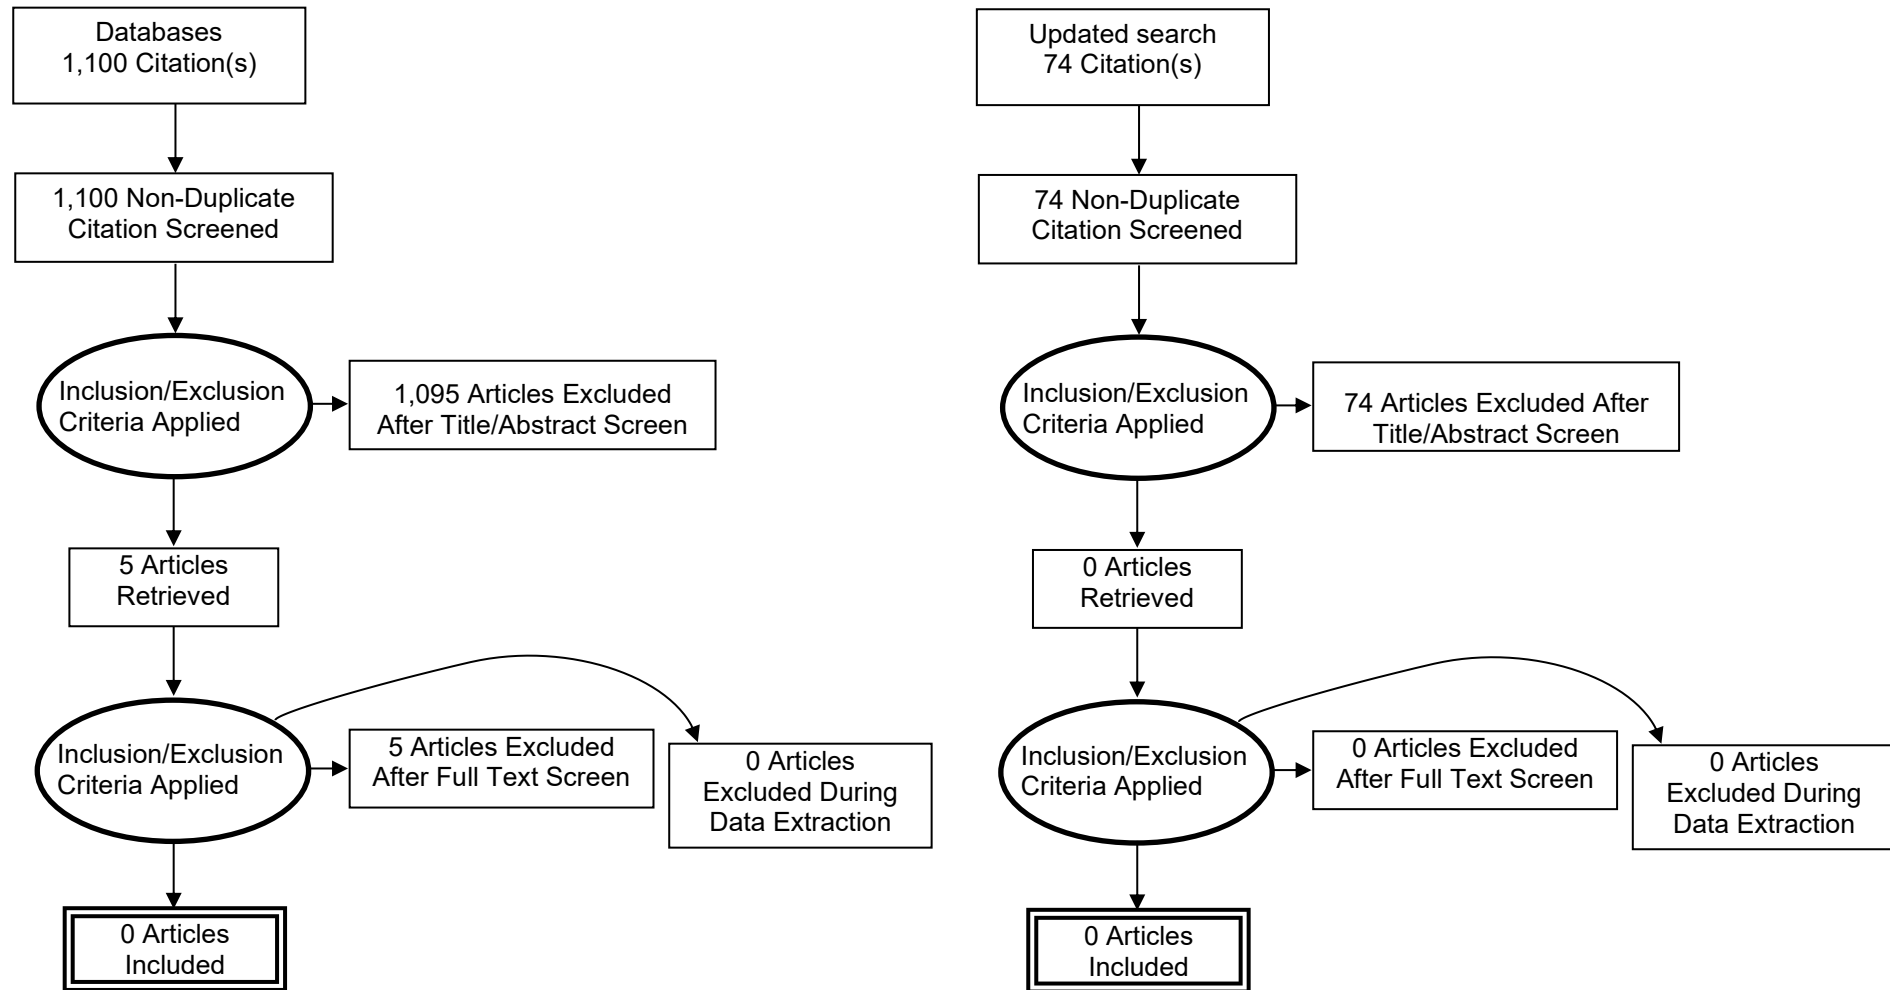 Databases
1,100 Citation(s)
1,100 Non-Duplicate
Citation Screened
Inclusion/Exclusion
Criteria Applied
1,095 Articles Excluded
After Title/Abstract Screen
5 Articles
Retrieved
Inclusion/Exclusion
Criteria Applied
5 Articles Excluded
After Full Text Screen
0 Articles
Excluded During
Data Extraction
0 Articles
Included
Updated search
74 Citation(s)
74 Non-Duplicate
Citation Screened
Inclusion/Exclusion
Criteria Applied
74 Articles Excluded After
Title/Abstract Screen
0 Articles
Retrieved
Inclusion/Exclusion
Criteria Applied
0 Articles Excluded
After Full Text Screen
0 Articles
Excluded During
Data Extraction
0 Articles
Included